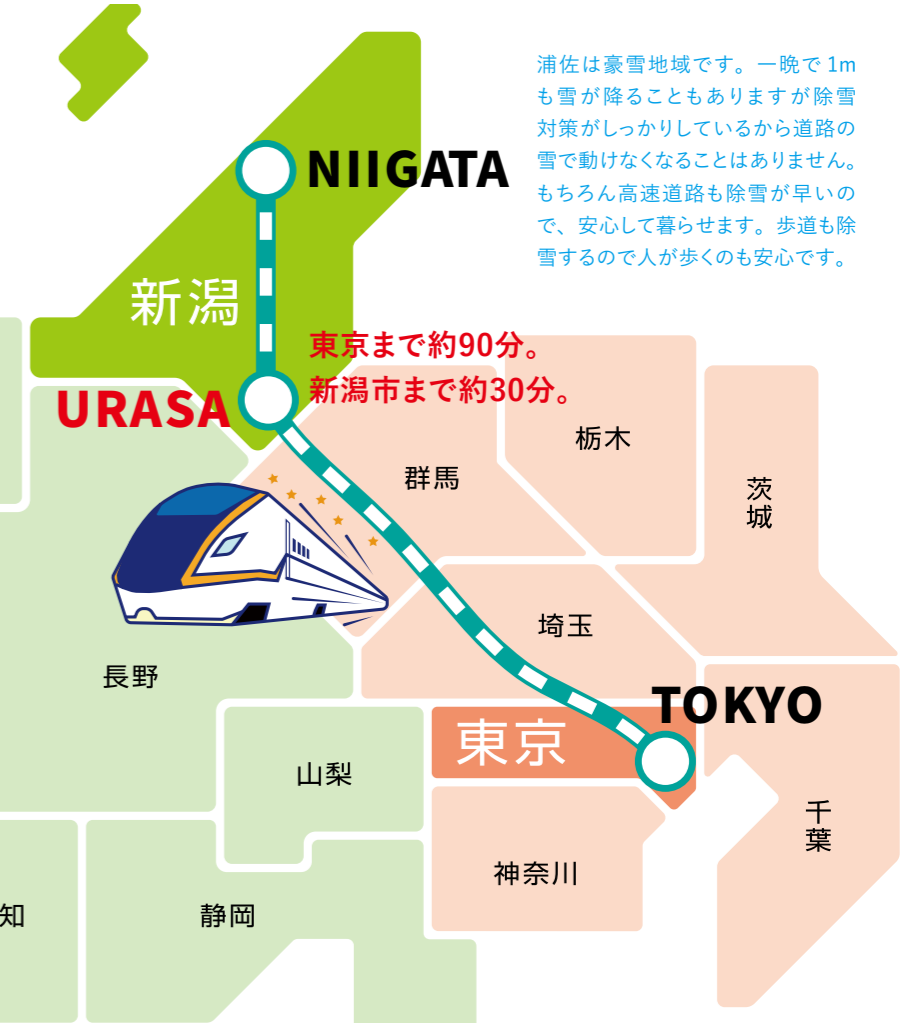 浦佐は豪雪地域です。一晩で1m
も雪が降ることもありますが除雪
対策がしっかりしているから道路の
雪で動けなくなることはありません。
もちろん高速道路も除雪が早いの
で、安心して暮らせます。歩道も除
雪するので人が歩くのも安心です。
NIIGATA
新潟
東京まで約90分。
新潟市まで約30分。
URASA
栃木
群馬
茨城
埼玉
長野
TOKYO
東京
山梨
千葉
神奈川
知
静岡